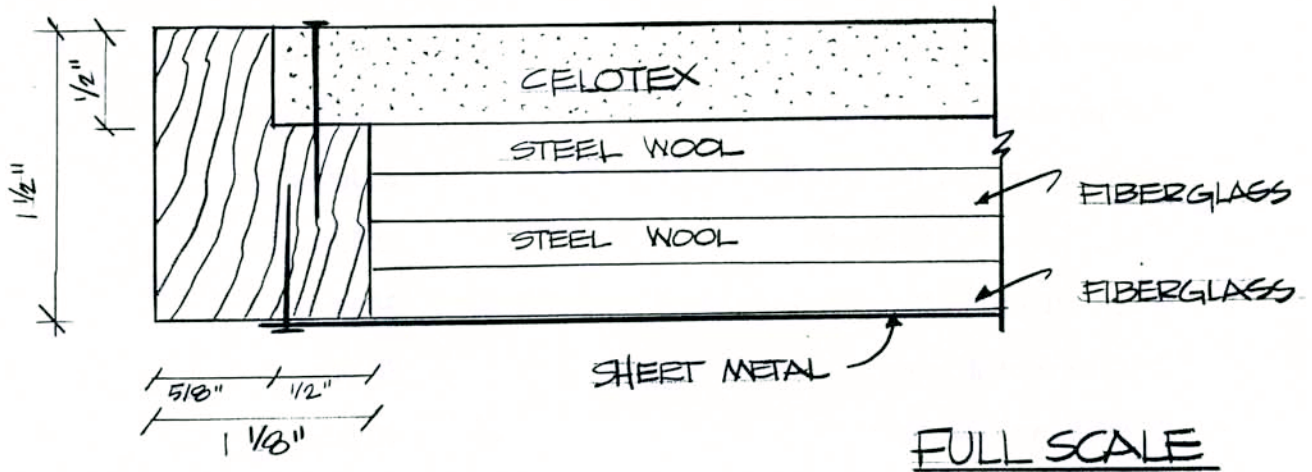 1/2"
1 1/2"
CELOTEX
STEEL WOOL
FIBERGLASS
STEEL WOOL
FIBERGLASS
SHEET METAL
5/8" 1/2"
1 1/8"
FULL SCALE